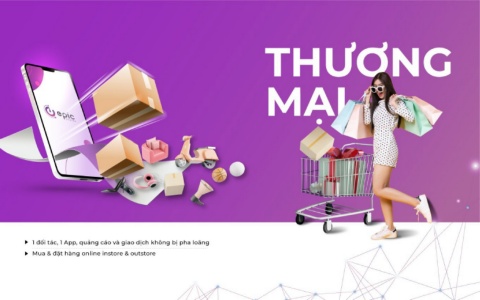 THƯƠNG
MẠI
epic
1 đối tác, 1 App, quảng cáo và giao dịch không bị pha loãng
Mua & đặt hàng online instore & outstore